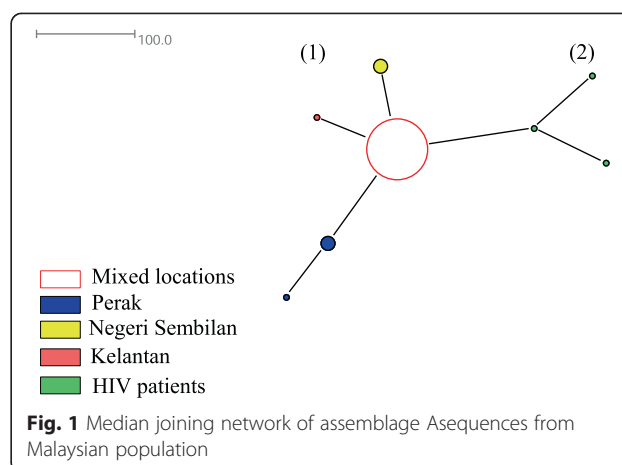 100.0
(1)
(2)
Mixed locations
Perak
Negeri Sembilan
Kelantan
HIV patients
Fig. 1 Median joining network of assemblage Asequences from
Malaysian population